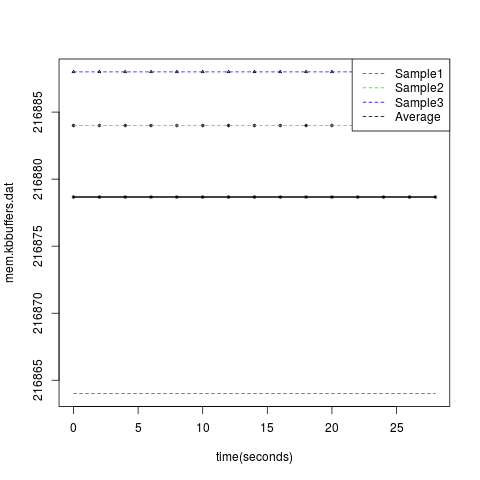 Sample1
Sample2
Sample3
Average
mem.kbbuffers.dat
216885
216880
216875
216870
216865
0 5 10 15 20 25
time(seconds)